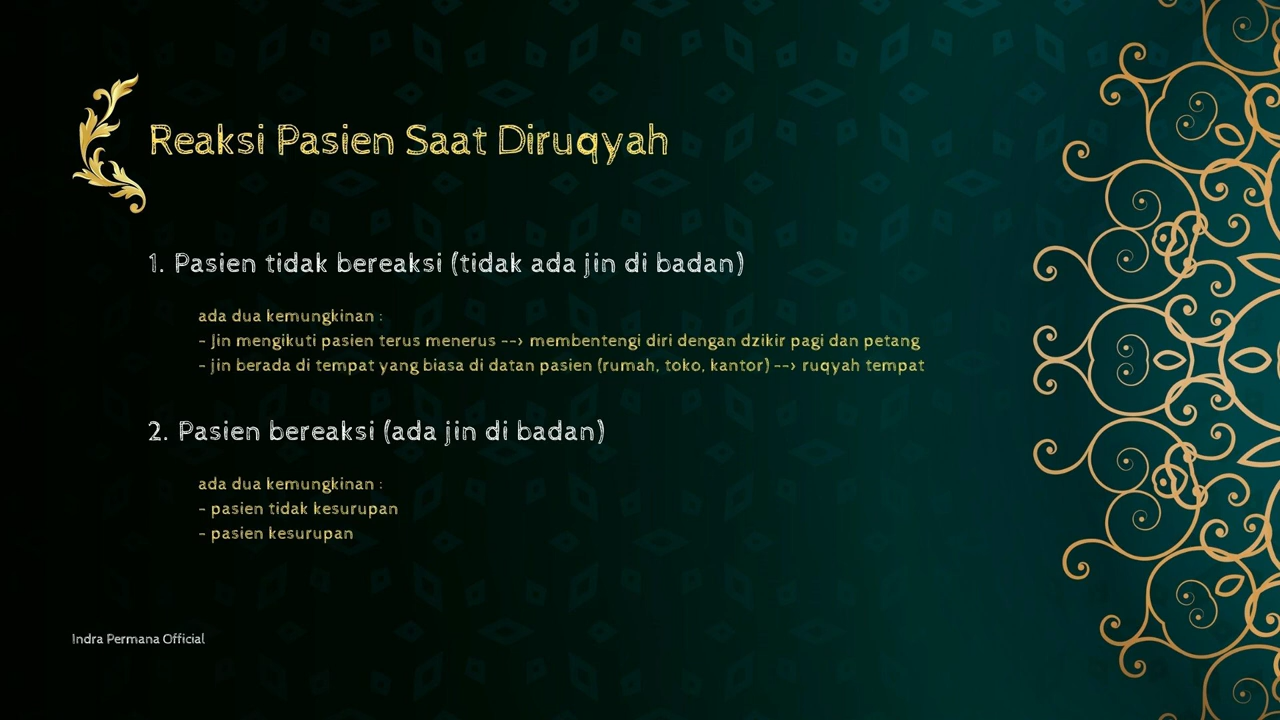 Reaksi Pasien Saat Diruqyah
1. Pasien tidak bereaksi (tidak ada jin di badan)
ada dua kemungkinan :
- Jin mengikuti pasien terus menerus --> membentengi diri dengan dzikir pagi dan petang
- jin berada di tempat yang biasa di datan pasien (rumah, toko, kantor) --> ruqyah tempat
2. Pasien bereaksi (ada jin di badan)
ada dua kemungkinan :
- pasien tidak kesurupan
- pasien kesurupan
Indra Permana Official